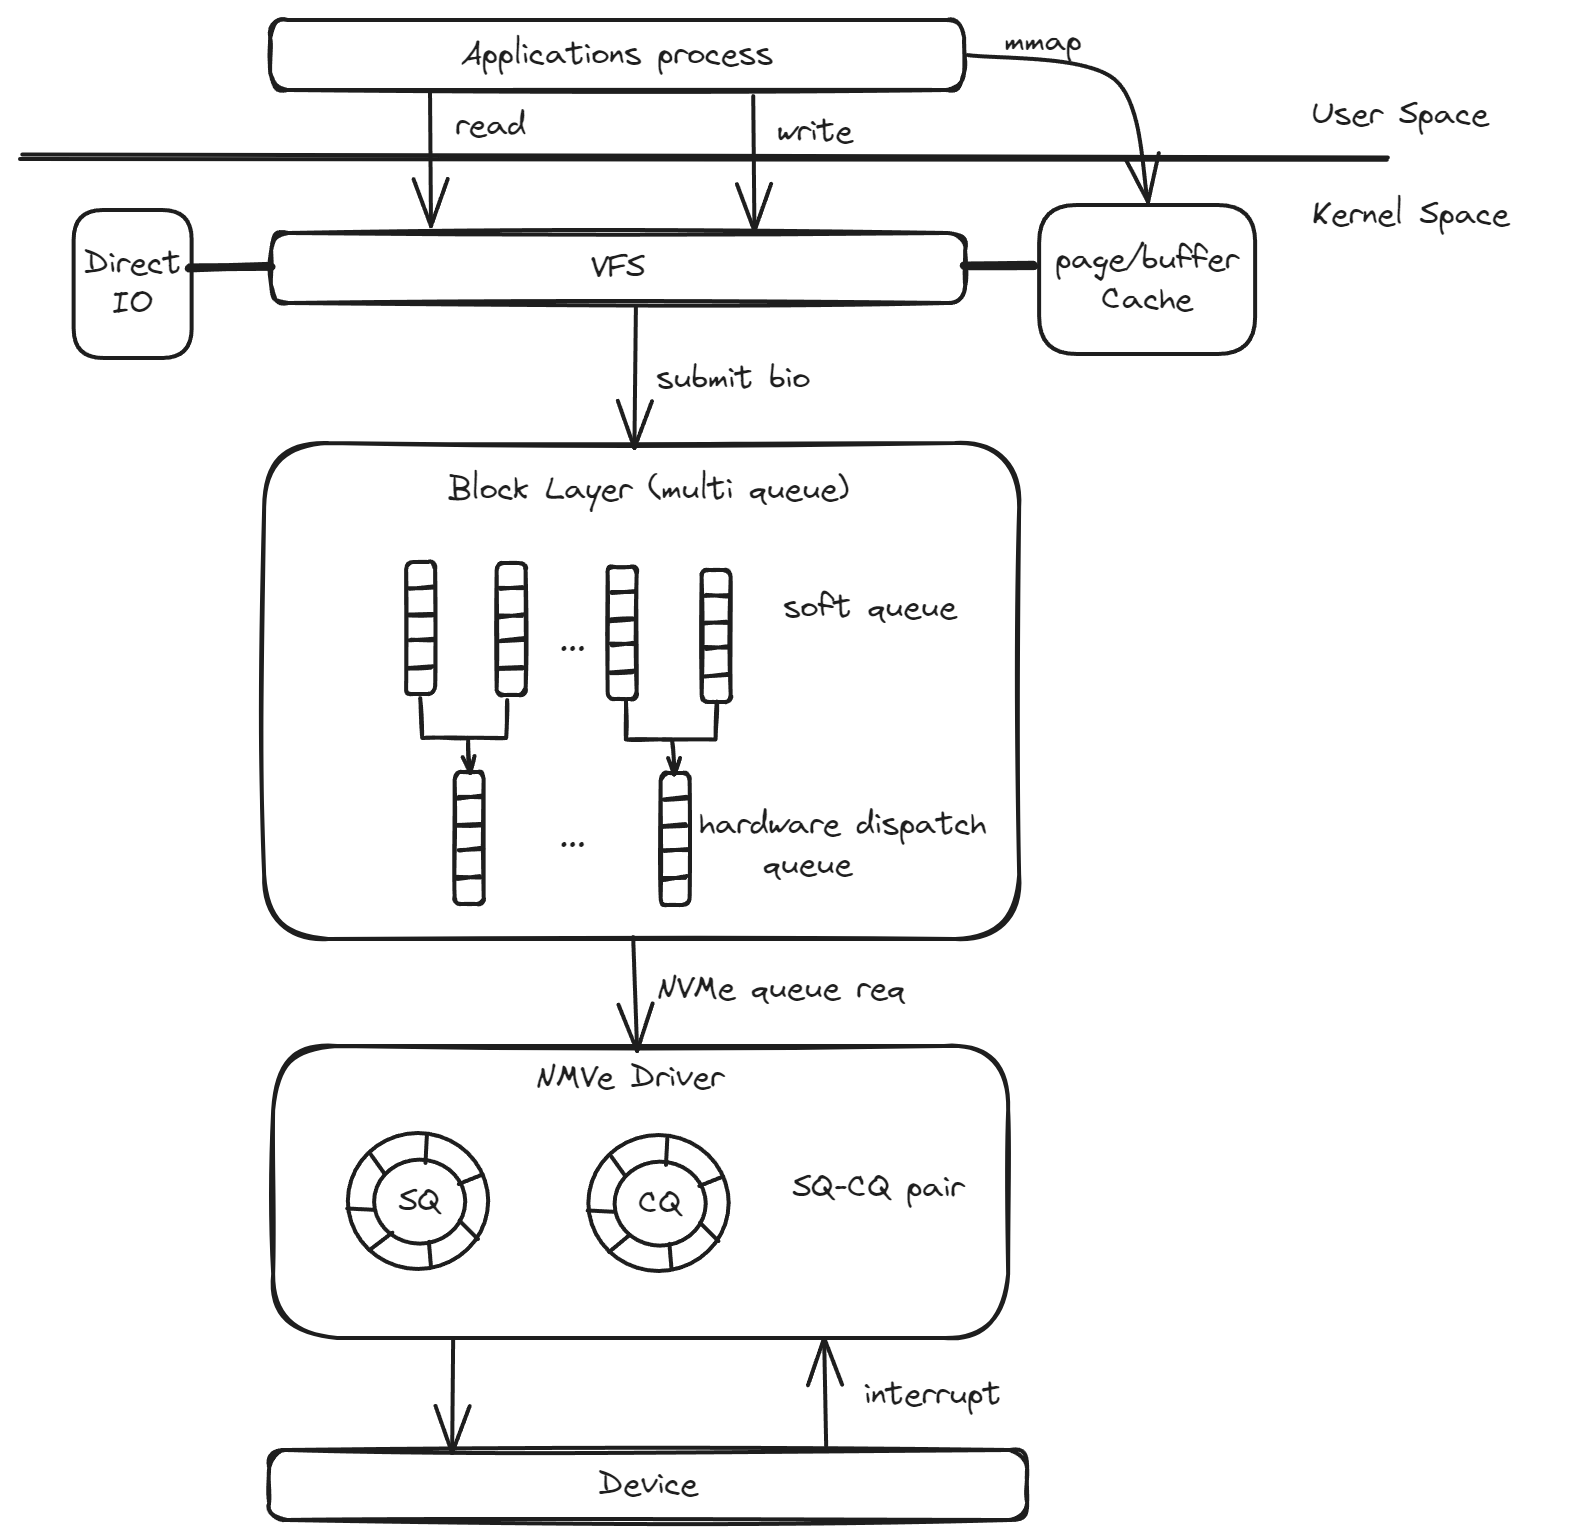 Applications process
mmap
read
write
User Space
Kernel Space
Direct
IO
VFS
page/buffer
Cache
submit bio
Block Layer (multi queue)
soft queue
...
hardware dispatch
queue
...
NVMe queue req
NMVe Driver
SQ
CQ
SQ-CQ pair
interrupt
Device